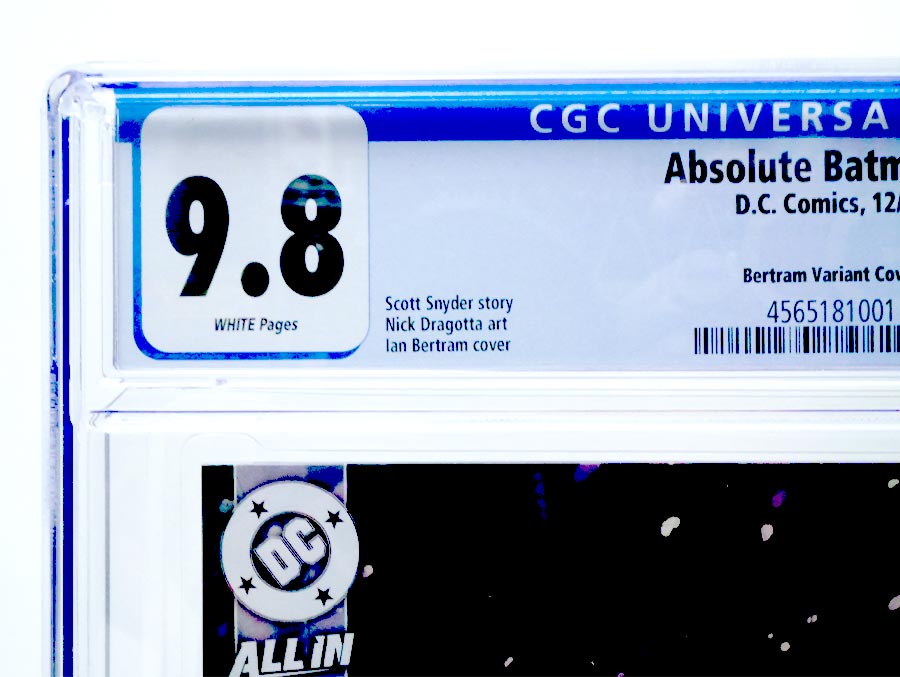 CGC UNIVERSA
9.8
WHITE Pages
Absolute Batm
D.C. Comics, 12/
Bertram Variant Cov
4565181001
Scott Snyder story
Nick Dragotta art
Ian Bertram cover
DC
ALL IN